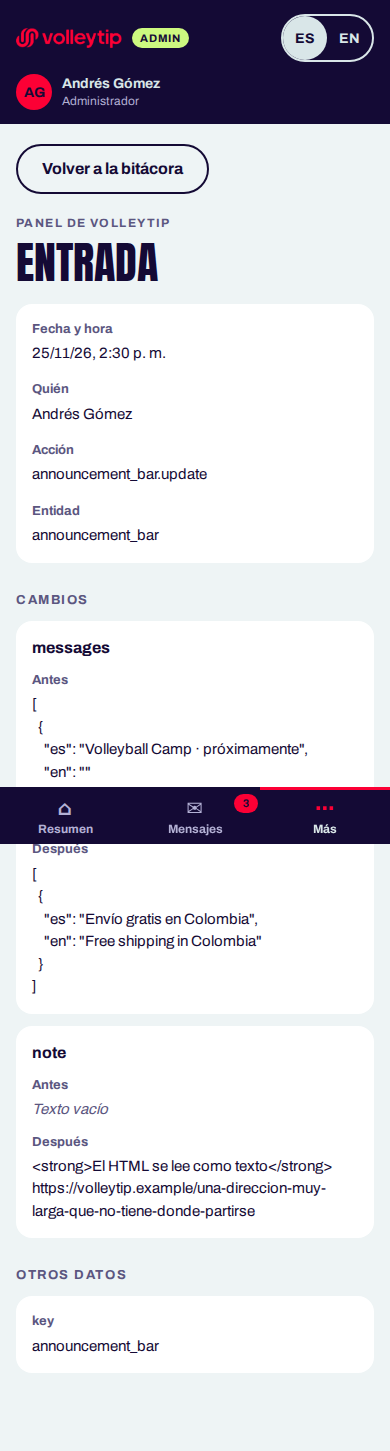 volleytip
ADMIN
ES
EN
AG
Andrés Gómez
Administrador
Volver a la bitácora
PANEL DE VOLLEYTIP
ENTRADA
Fecha y hora
25/11/26, 2:30 p. m.
Quién
Andrés Gómez
Acción
announcement_bar.update
Entidad
announcement_bar
CAMBIOS
messages
Antes
[
{
"es": "Volleyball Camp · próximamente",
"en": ""
Resumen
Mensajes
3
Más
Después
[
{
"es": "Envío gratis en Colombia",
"en": "Free shipping in Colombia"
}
]
note
Antes
Texto vacío
Después
<strong>El HTML se lee como texto</strong>
https://volleytip.example/una-direccion-muy-
larga-que-no-tiene-donde-partirse
OTROS DATOS
key
announcement_bar